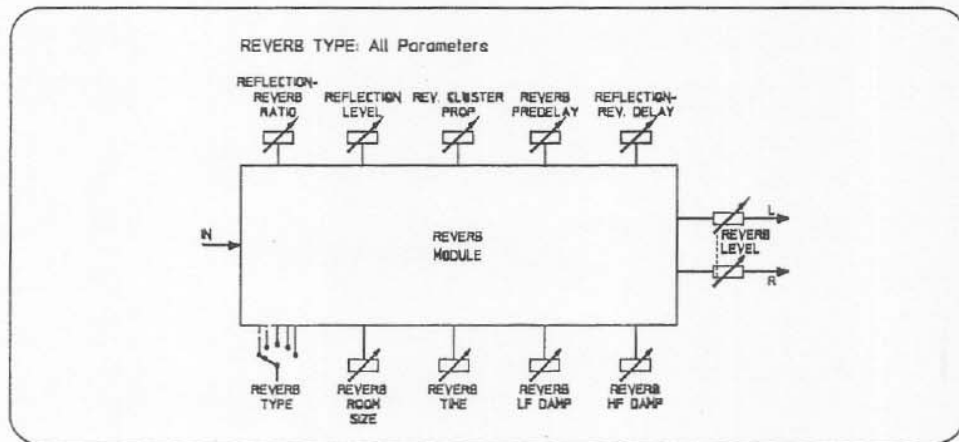 REVERB TYPE: All Parameters
REFLECTION-
REVERB
RATIO
REFLECTION
LEVEL
REV. CLUSTER
PROP
REVERB
PREDELAY
REFLECTION-
REV. DELAY
IN
REVERB
MODULE
L
REVERB
LEVEL
R
REVERB
TYPE
REVERB
ROOM
SIZE
REVERB
TIME
REVERB
LF DAMP
REVERB
HF DAMP